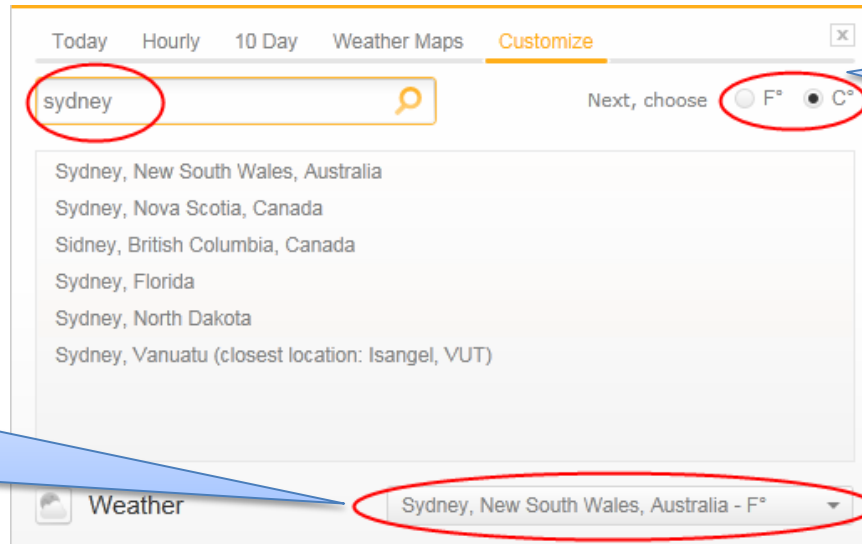 Today Hourly 10 Day Weather Maps Customize x
sydney Next, choose F° C°
Sydney, New South Wales, Australia
Sydney, Nova Scotia, Canada
Sidney, British Columbia, Canada
Sydney, Florida
Sydney, North Dakota
Sydney, Vanuatu (closest location: Isangel, VUT)
Weather Sydney, New South Wales, Australia - F°